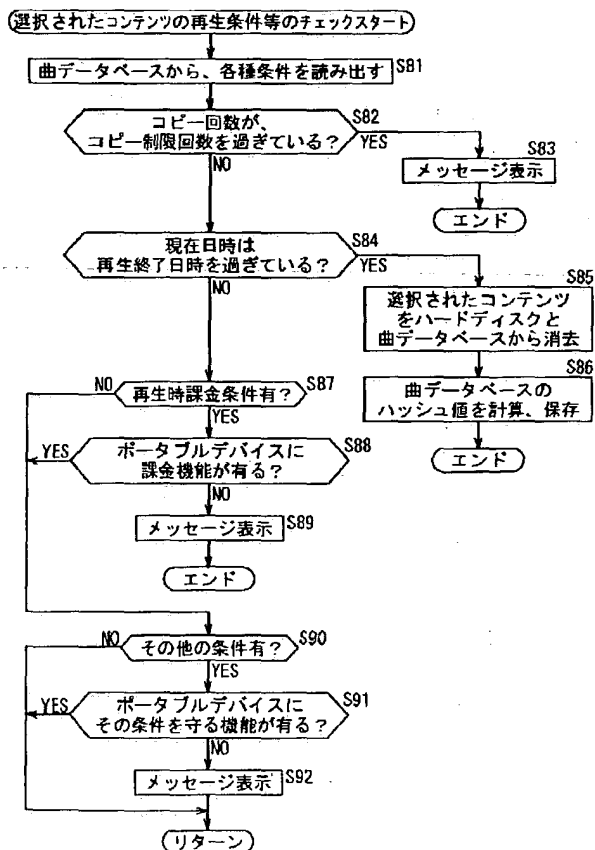 選択されたコンテンツの再生条件等のチェックスタート
曲データベースから、各種条件を読み出す
S81
コピー回数が、
コピー制限回数を過ぎている?
S82
YES
NO
S83
メッセージ表示
エンド
現在日時は
再生終了日時を過ぎている?
S84
YES
NO
S85
選択されたコンテンツ
をハードディスクと
曲データベースから消去
S86
曲データベースの
ハッシュ値を計算、保存
エンド
NO
再生時課金条件有?
S87
YES
YES
ポータブルデバイスに
課金機能が有る?
S88
NO
メッセージ表示
S89
エンド
NO
その他の条件有?
S90
YES
YES
ポータブルデバイスに
その条件を守る機能が有る?
S91
NO
メッセージ表示
S92
リターン